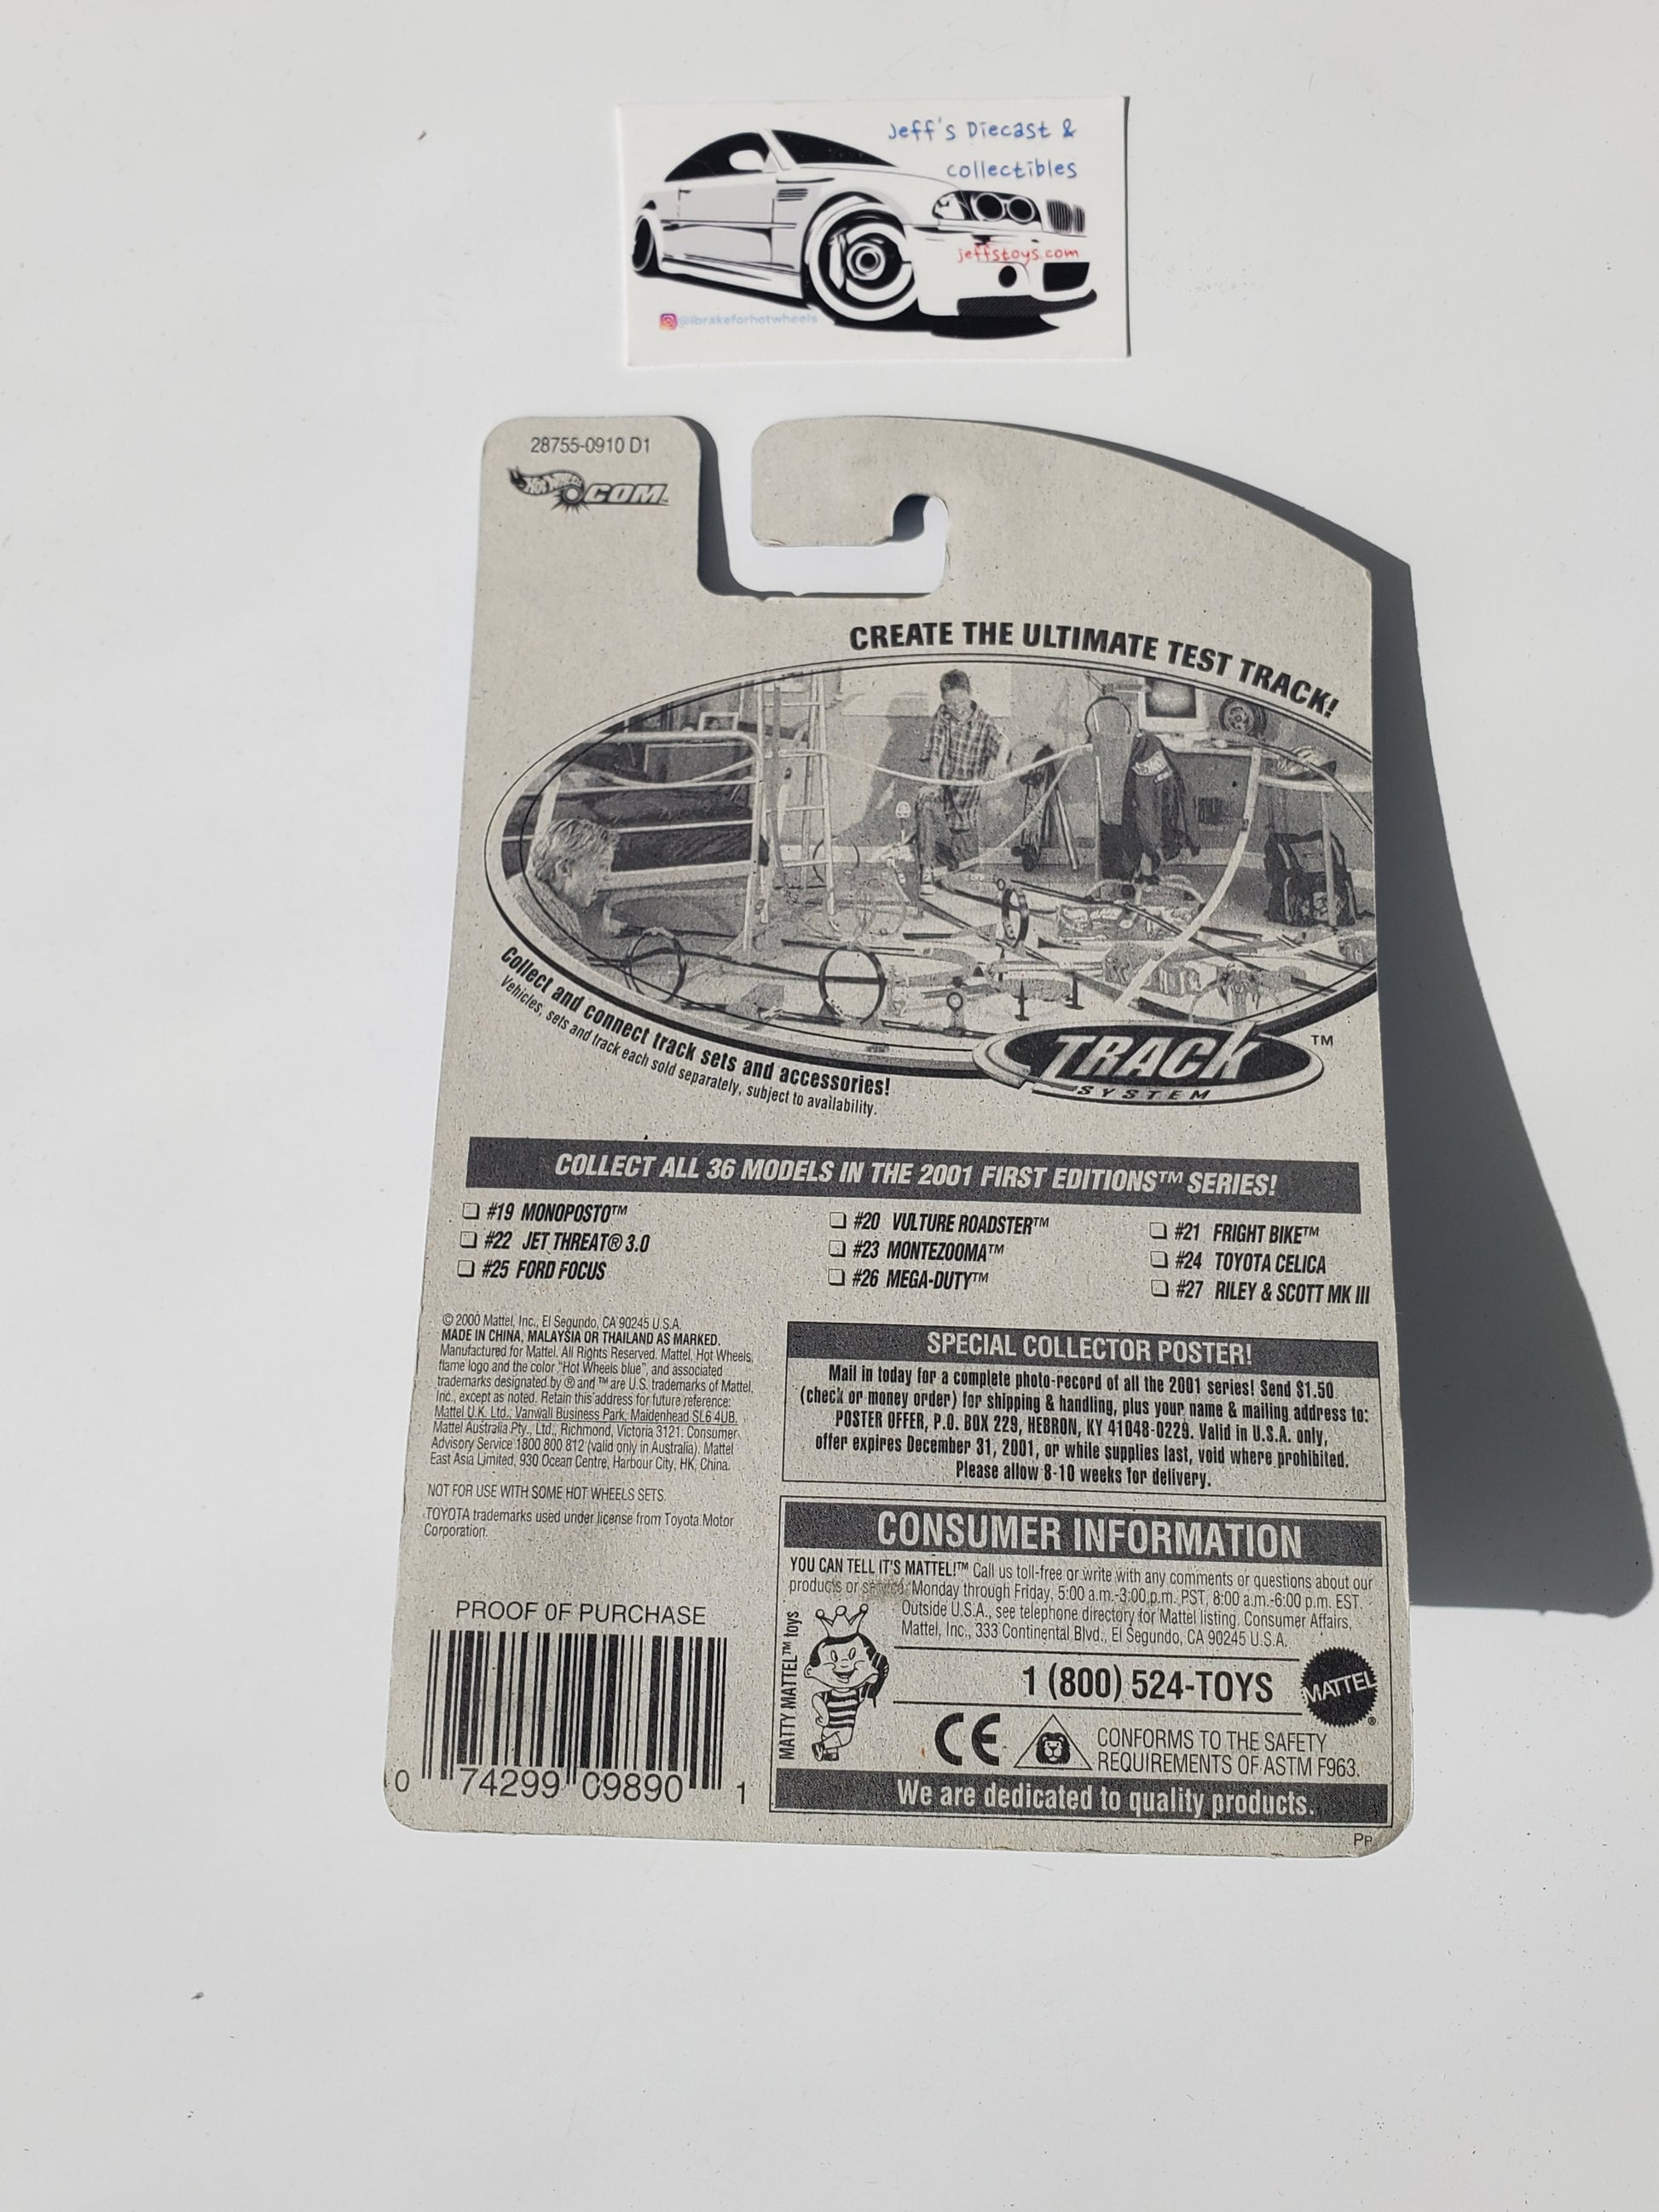 Jeff's Diecast &
collectibles
jeffstoys.com
@ibrakeforhotwheels
28755-0910 D1
HOT WHEELS.COM™
CREATE THE ULTIMATE TEST TRACK!
Collect and connect track sets and accessories!
Vehicles, sets and track each sold separately, subject to availability.
TRACK™
SYSTEM
COLLECT ALL 36 MODELS IN THE 2001 FIRST EDITIONS™ SERIES!
#19 MONOPOSTO™ #20 VULTURE ROADSTER™ #21 FRIGHT BIKE™
#22 JET THREAT® 3.0 #23 MONTEZOOMA™ #24 TOYOTA CELICA
#25 FORD FOCUS #26 MEGA-DUTY™ #27 RILEY & SCOTT MK III
© 2000 Mattel, Inc., El Segundo, CA 90245 U.S.A.
MADE IN CHINA, MALAYSIA OR THAILAND AS MARKED.
Manufactured for Mattel. All Rights Reserved. Mattel, Hot Wheels,
flame logo and the color "Hot Wheels blue", and associated
trademarks designated by ® and ™ are U.S. trademarks of Mattel,
Inc., except as noted. Retain this address for future reference:
Mattel U.K. Ltd., Vanwall Business Park, Maidenhead SL6 4UB.
Mattel Australia Pty., Ltd., Richmond, Victoria 3121. Consumer
Advisory Service 1800 800 812 (valid only in Australia). Mattel
East Asia Limited, 930 Ocean Centre, Harbour City, HK, China.
NOT FOR USE WITH SOME HOT WHEELS SETS.
TOYOTA trademarks used under license from Toyota Motor
Corporation.
PROOF OF PURCHASE
0 74299 09890 1
SPECIAL COLLECTOR POSTER!
Mail in today for a complete photo-record of all the 2001 series! Send $1.50
(check or money order) for shipping & handling, plus your name & mailing address to:
POSTER OFFER, P.O. BOX 229, HEBRON, KY 41048-0229. Valid in U.S.A. only,
offer expires December 31, 2001, or while supplies last, void where prohibited.
Please allow 8-10 weeks for delivery.
CONSUMER INFORMATION
YOU CAN TELL IT'S MATTEL!™ Call us toll-free or write with any comments or questions about our
products or service. Monday through Friday, 5:00 a.m.-3:00 p.m. PST, 8:00 a.m.-6:00 p.m. EST.
Outside U.S.A., see telephone directory for Mattel listing. Consumer Affairs,
Mattel, Inc., 333 Continental Blvd., El Segundo, CA 90245 U.S.A.
MATTY MATTEL™ toys
1 (800) 524-TOYS
MATTEL®
CE
CONFORMS TO THE SAFETY
REQUIREMENTS OF ASTM F963.
We are dedicated to quality products.
PP